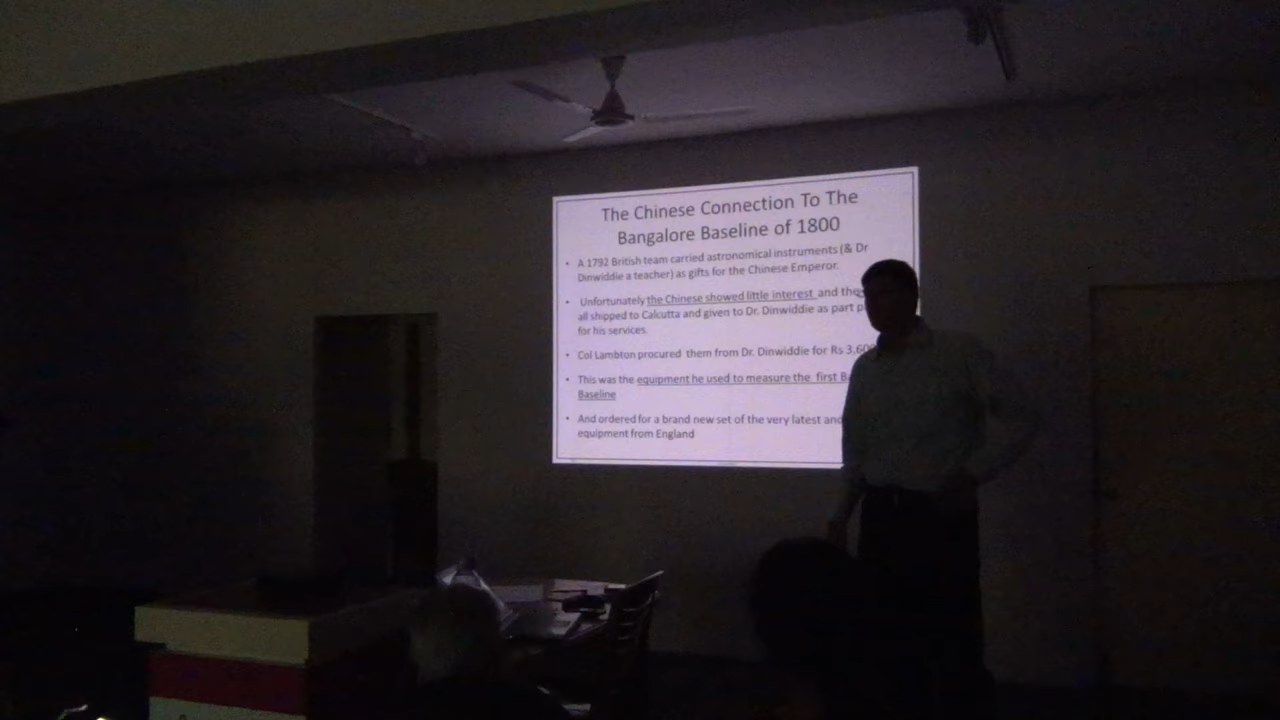 The Chinese Connection To The
Bangalore Baseline of 1800
• A 1792 British team carried astronomical instruments (& Dr
Dinwiddie a teacher) as gifts for the Chinese Emperor.
• Unfortunately the Chinese showed little interest and
all shipped to Calcutta and given to Dr. Dinwiddie as part
for his services.
• Col Lambton procured them from Dr. Dinwiddie for Rs
• This was the equipment he used to measure the first
Baseline
• And ordered for a brand new set of the very latest and
equipment from England